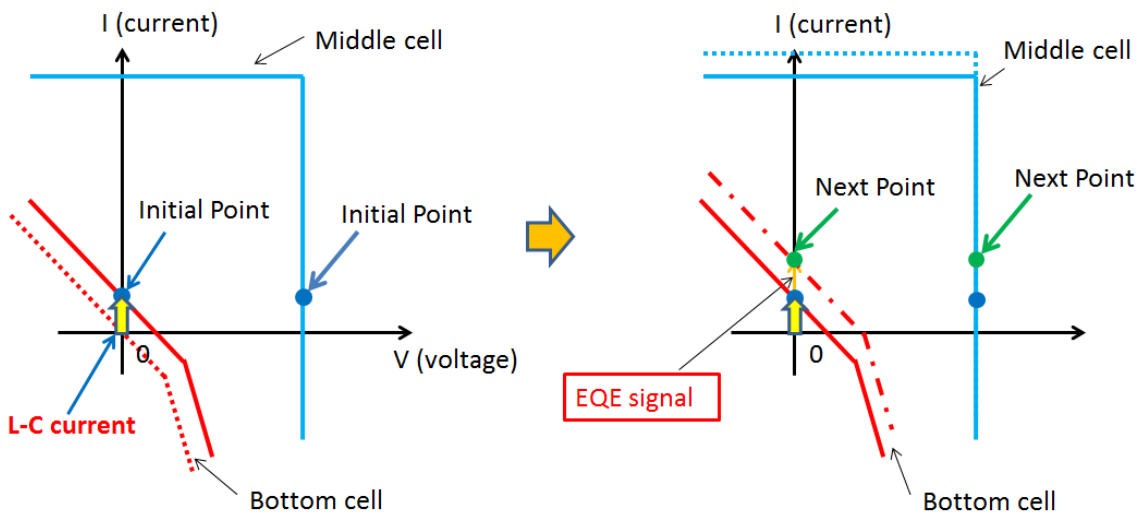 I (current)
Middle cell
Initial Point
Initial Point
0
V (voltage)
L-C current
Bottom cell
I (current)
Middle cell
Next Point
Next Point
0
EQE signal
Bottom cell